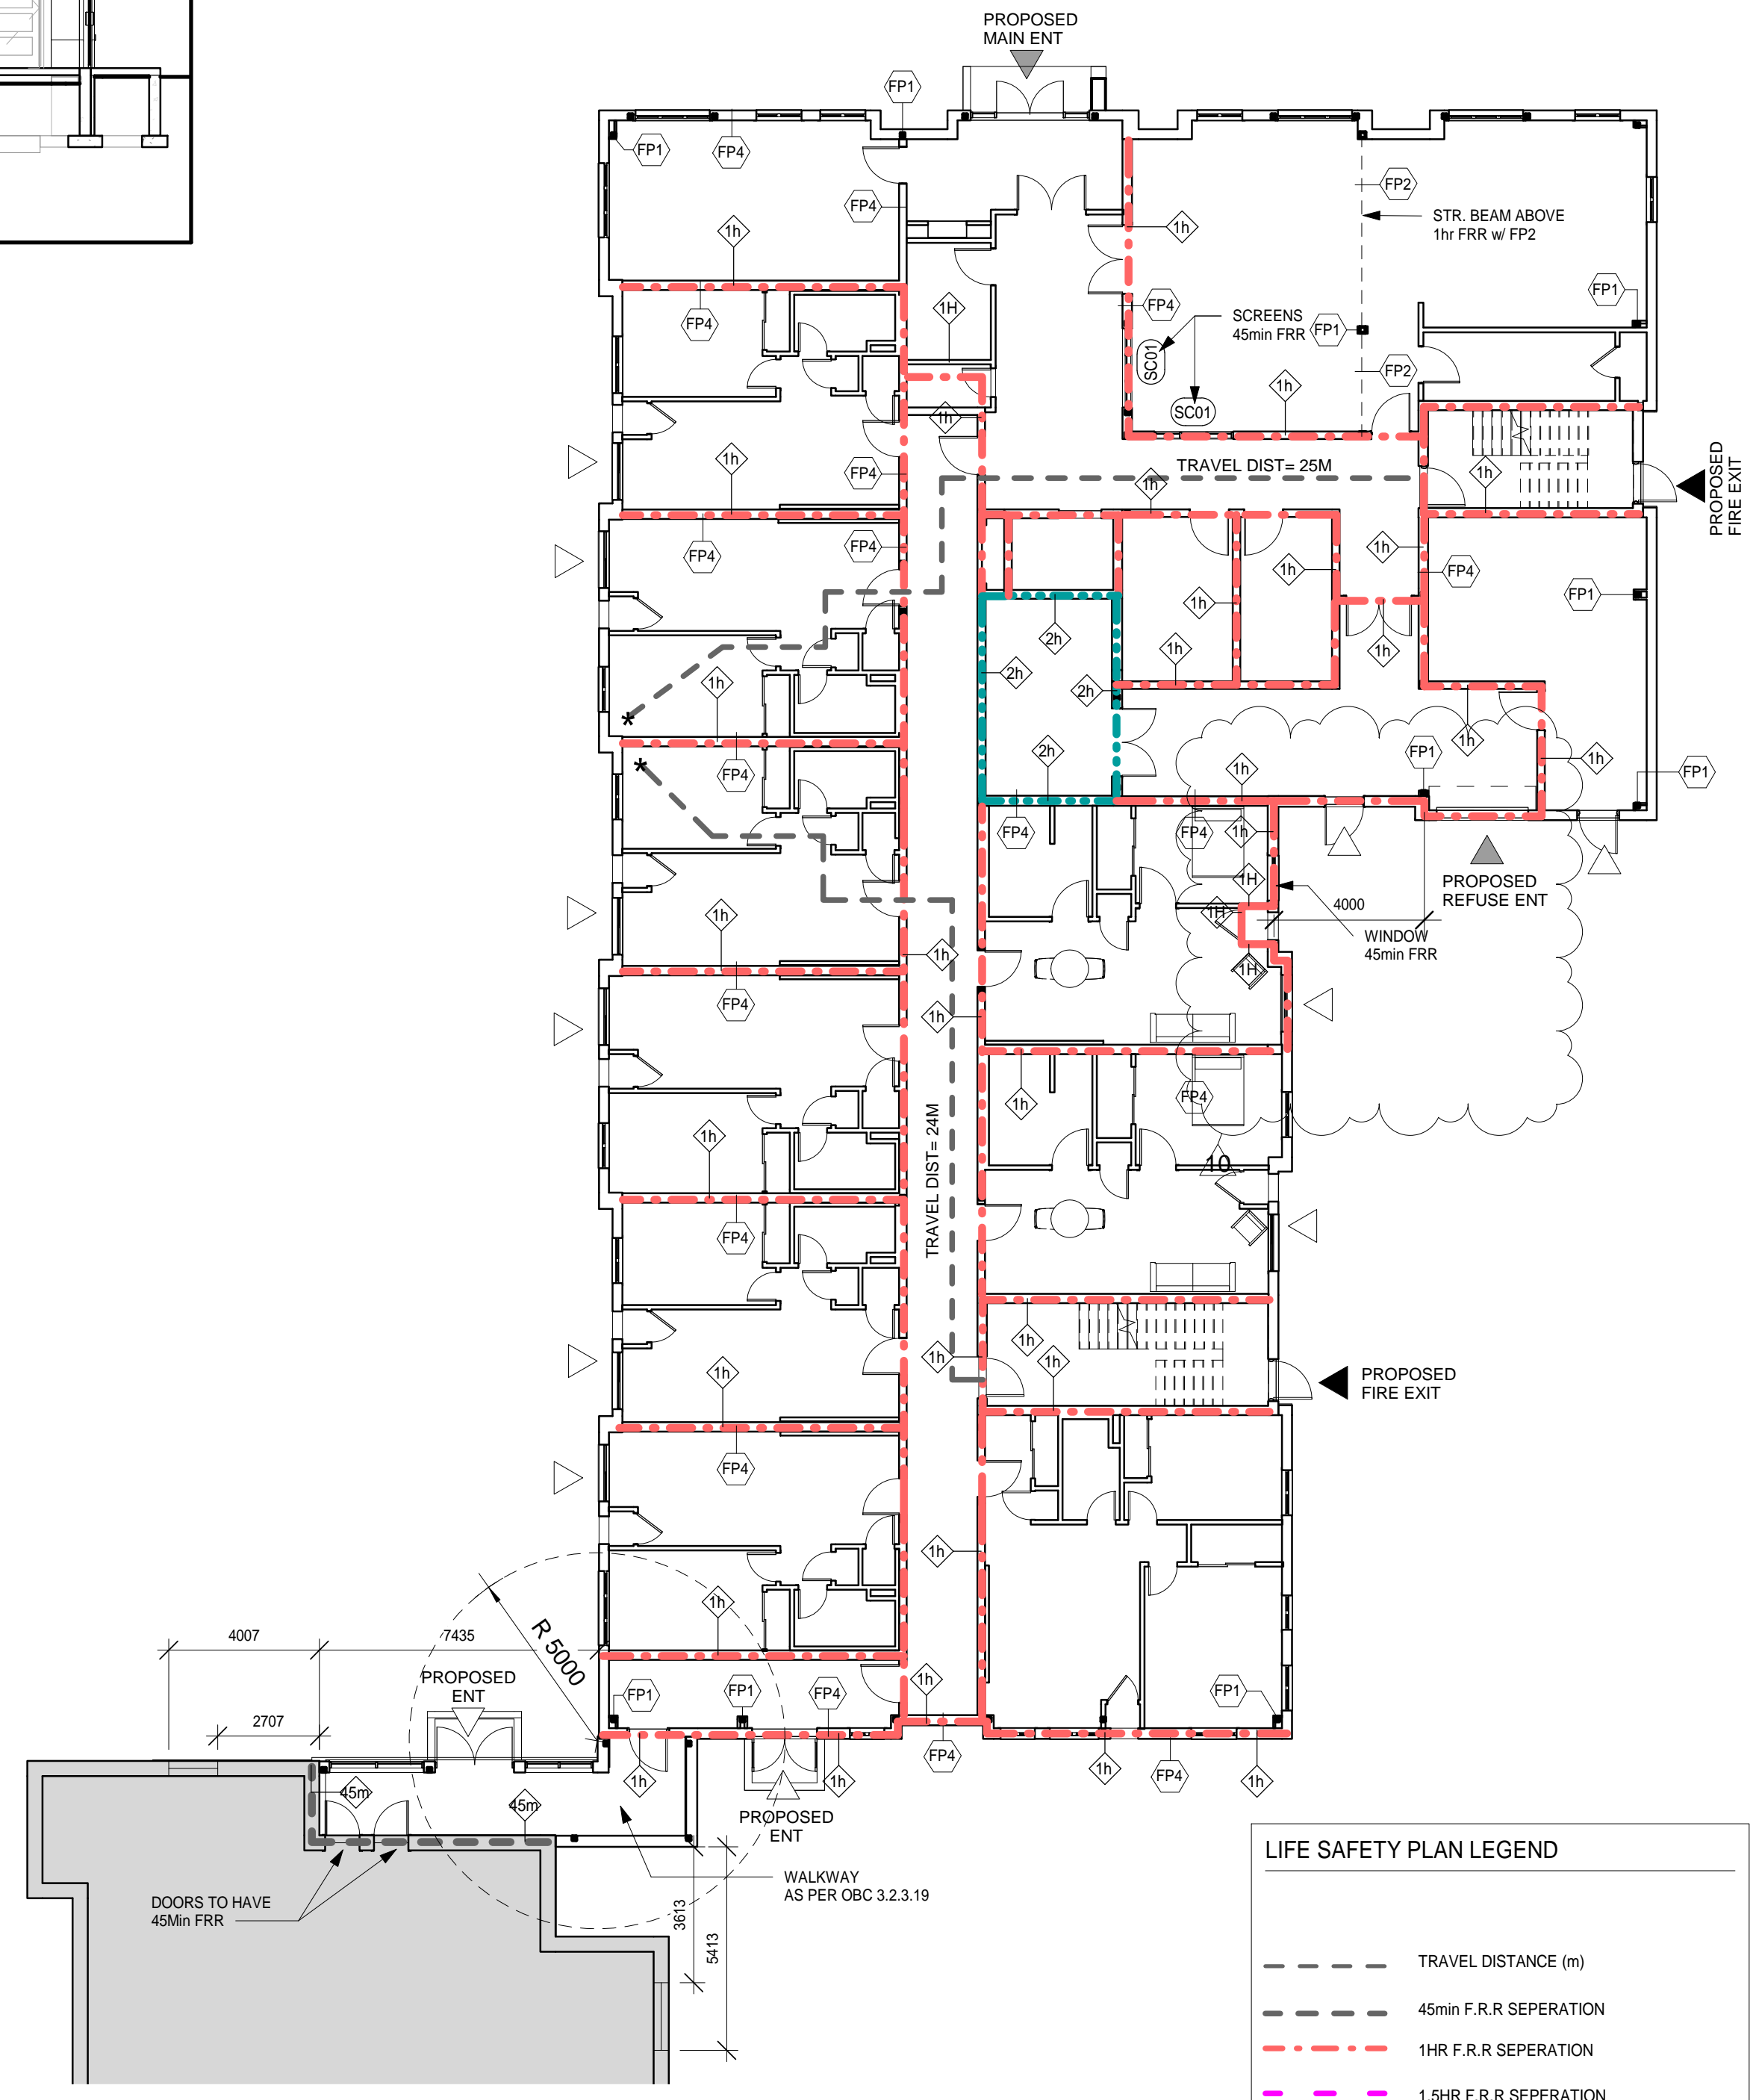 PROPOSED
MAIN ENT
FP1
FP1
FP4
FP4
FP2
STR. BEAM ABOVE
1hr FRR w/ FP2
1h
1h
FP4
1H
FP4
SCREENS
45min FRR
FP1
FP1
SC01
FP2
SC01
1h
1h
1h
FP4
TRAVEL DIST= 25M
1h
1h
PROPOSED
FIRE EXIT
FP4
FP4
1h
FP4
1h
1h
FP1
2h
1h
1h
1h
2h
2h
1h
FP4
2h
FP1
1h
1h
1h
FP1
FP4
FP4
1h
PROPOSED
REFUSE ENT
1H
1h
1H
4000
WINDOW
45min FRR
1h
1H
FP4
1h
1h
FP4
1h
10
TRAVEL DIST= 24M
FP4
1h
1h
1h
1h
PROPOSED
FIRE EXIT
FP4
1h
1h
R 5000
4007
7435
PROPOSED
ENT
2707
FP1
FP1
FP4
1h
FP1
FP4
1h
1h
1h
FP4
1h
45m
45m
PROPOSED
ENT
WALKWAY
AS PER OBC 3.2.3.19
DOORS TO HAVE
45Min FRR
3613
5413
LIFE SAFETY PLAN LEGEND
TRAVEL DISTANCE (m)
45min F.R.R SEPERATION
1HR F.R.R SEPERATION
1.5HR F.R.R SEPERATION